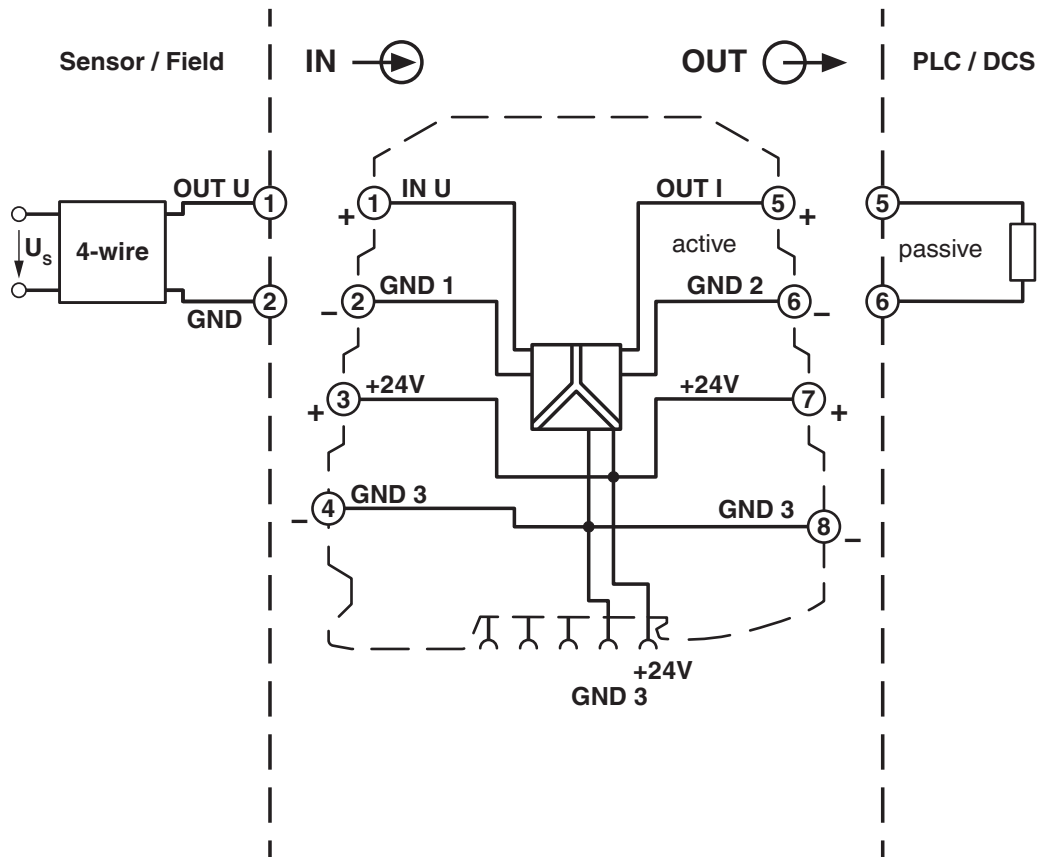 Sensor / Field
IN
OUT
PLC / DCS
OUT U
1
1
IN U
OUT I
5
5
+
+
Us
4-wire
active
passive
GND
2
2
GND 1
GND 2
6
6
–
–
3
+24V
+24V
7
+
+
4
GND 3
GND 3
8
–
–
+24V
GND 3